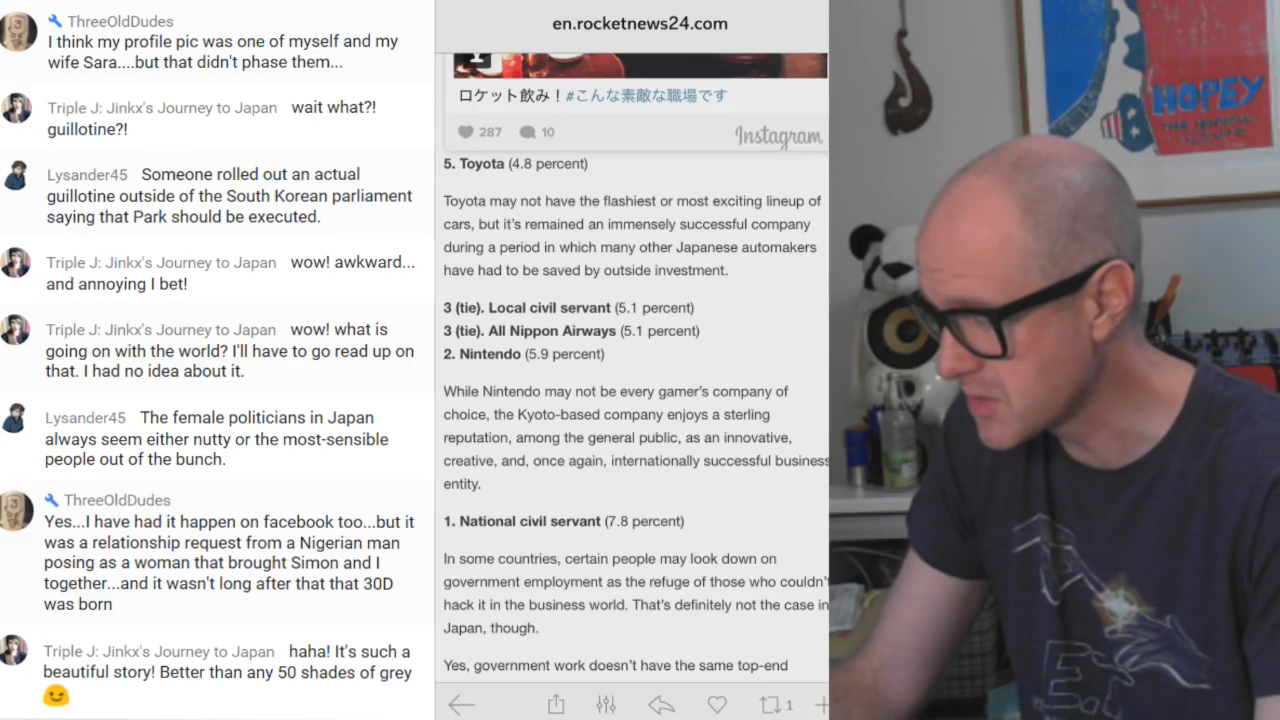 ThreeOldDudes
I think my profile pic was one of myself and my
wife Sara....but that didn't phase them...
Triple J: Jinkx's Journey to Japan wait what?!
guillotine?!
Lysander45 Someone rolled out an actual
guillotine outside of the South Korean parliament
saying that Park should be executed.
Triple J: Jinkx's Journey to Japan wow! awkward...
and annoying I bet!
Triple J: Jinkx's Journey to Japan wow! what is
going on with the world? I'll have to go read up on
that. I had no idea about it.
Lysander45 The female politicians in Japan
always seem either nutty or the most-sensible
people out of the bunch.
ThreeOldDudes
Yes...I have had it happen on facebook too...but it
was a relationship request from a Nigerian man
posing as a woman that brought Simon and I
together...and it wasn't long after that that 30D
was born
Triple J: Jinkx's Journey to Japan haha! It's such a
beautiful story! Better than any 50 shades of grey
en.rocketnews24.com
ロケット飲み！#こんな素敵な職場です
287 10 Instagram
5. Toyota (4.8 percent)
Toyota may not have the flashiest or most exciting lineup of
cars, but it's remained an immensely successful company
during a period in which many other Japanese automakers
have had to be saved by outside investment.
3 (tie). Local civil servant (5.1 percent)
3 (tie). All Nippon Airways (5.1 percent)
2. Nintendo (5.9 percent)
While Nintendo may not be every gamer's company of
choice, the Kyoto-based company enjoys a sterling
reputation, among the general public, as an innovative,
creative, and, once again, internationally successful business
entity.
1. National civil servant (7.8 percent)
In some countries, certain people may look down on
government employment as the refuge of those who couldn't
hack it in the business world. That's definitely not the case in
Japan, though.
Yes, government work doesn't have the same top-end
1
HOPEY
E.T.